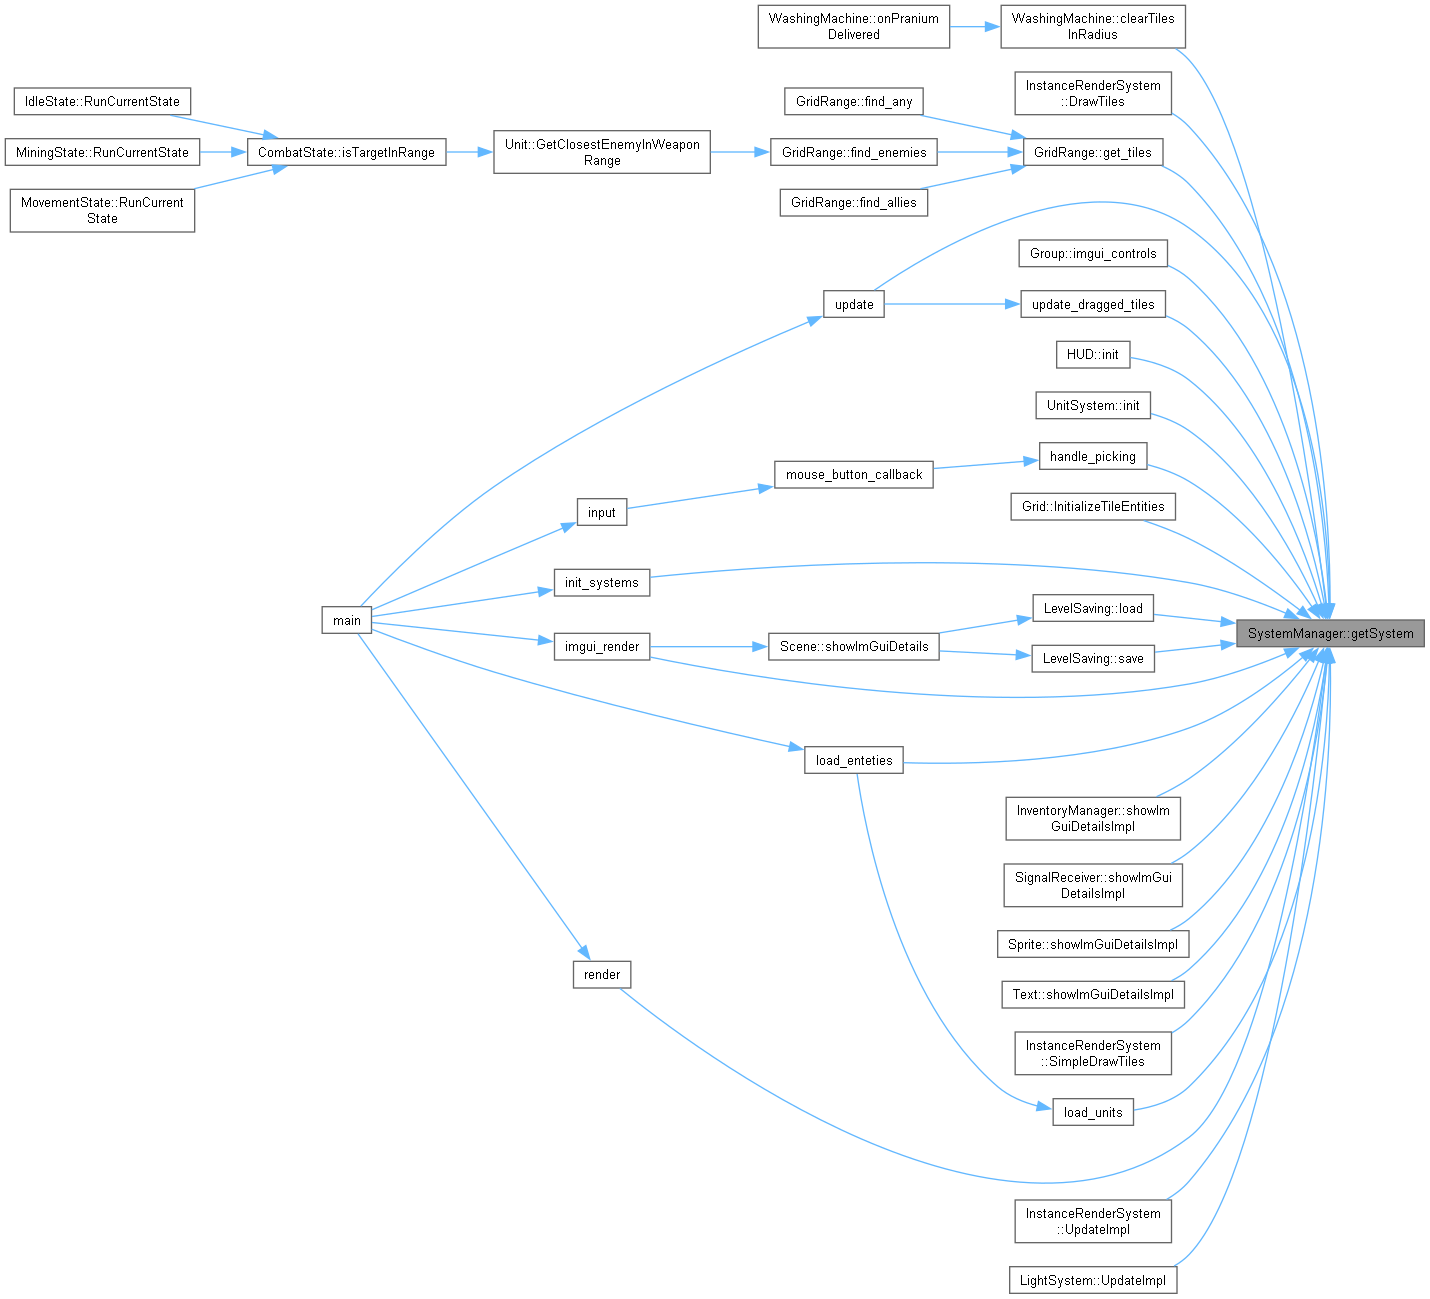 WashingMachine::onPranium
Delivered
WashingMachine::clearTiles
InRadius
InstanceRenderSystem
::DrawTiles
IdleState::RunCurrentState
GridRange::find_any
MiningState::RunCurrentState
CombatState::isTargetInRange
Unit::GetClosestEnemyInWeapon
Range
GridRange::find_enemies
GridRange::get_tiles
MovementState::RunCurrent
State
GridRange::find_allies
Group::imgui_controls
update
update_dragged_tiles
HUD::init
UnitSystem::init
handle_picking
mouse_button_callback
input
Grid::InitializeTileEntities
init_systems
LevelSaving::load
main
SystemManager::getSystem
imgui_render
Scene::showImGuiDetails
LevelSaving::save
load_enteties
InventoryManager::showIm
GuiDetailsImpl
SignalReceiver::showImGui
DetailsImpl
Sprite::showImGuiDetailsImpl
render
Text::showImGuiDetailsImpl
InstanceRenderSystem
::SimpleDrawTiles
load_units
InstanceRenderSystem
::UpdateImpl
LightSystem::UpdateImpl